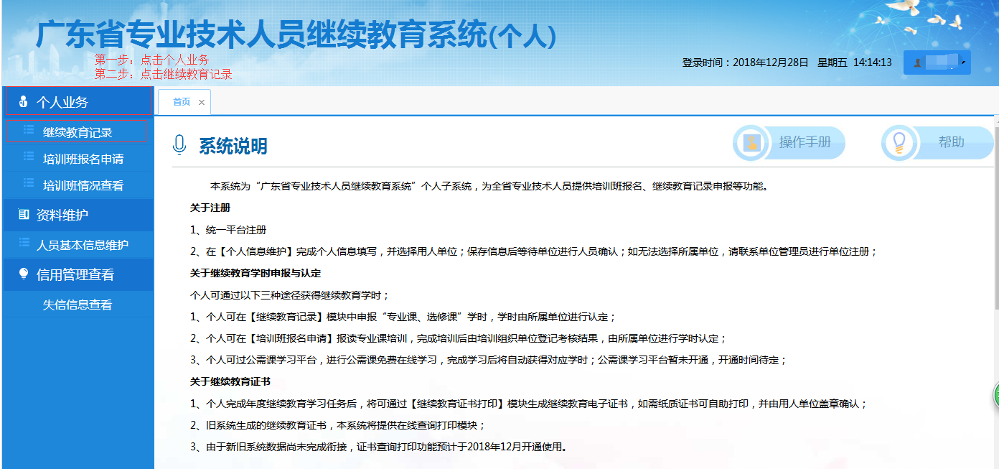 广东省专业技术人员继续教育系统(个人)
第一步：点击个人业务
第二步：点击继续教育记录
登录时间：2018年12月28日 星期五 14:14:13
个人业务
继续教育记录
培训班报名申请
培训班情况查看
资料维护
人员基本信息维护
信用管理查看
失信信息查看
首页 ×
系统说明
操作手册
帮助
本系统为“广东省专业技术人员继续教育系统”个人子系统，为全省专业技术人员提供培训班报名、继续教育记录申报等功能。
关于注册
1、统一平台注册
2、在【个人信息维护】完成个人信息填写，并选择用人单位；保存信息后等待单位进行人员确认；如无法选择所属单位，请联系单位管理员进行单位注册；
关于继续教育学时申报与认定
个人可通过以下三种途径获得继续教育学时；
1、个人可在【继续教育记录】模块中申报“专业课、选修课”学时，学时由所属单位进行认定；
2、个人可在【培训班报名申请】报读专业课培训，完成培训后由培训组织单位登记考核结果，由所属单位进行学时认定；
3、个人可过公需课学习平台，进行公需课免费在线学习，完成学习后将自动获得对应学时；公需课学习平台暂未开通，开通时间待定；
关于继续教育证书
1、个人完成年度继续教育学习任务后，将可通过【继续教育证书打印】模块生成继续教育电子证书，如需纸质证书可自助打印，并由用人单位盖章确认；
2、旧系统生成的继续教育证书，本系统将提供在线查询打印模块；
3、由于新旧系统数据尚未完成衔接，证书查询打印功能预计于2018年12月开通使用。